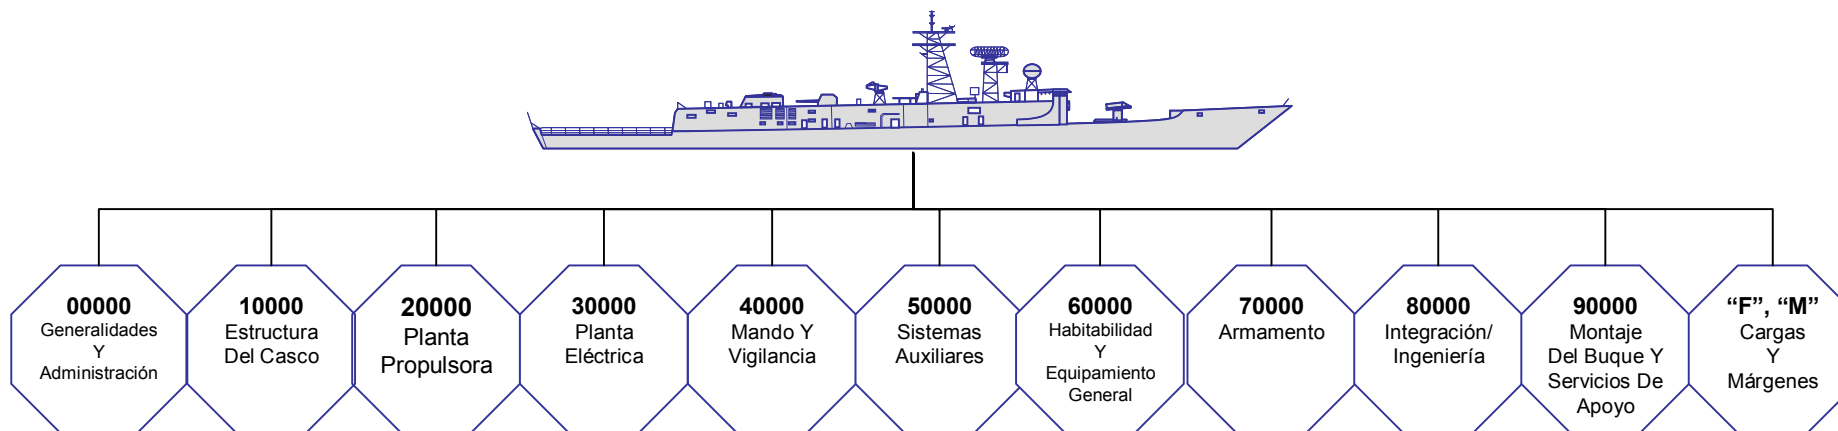 00000
Generalidades
Y
Administración
10000
Estructura
Del Casco
20000
Planta
Propulsora
30000
Planta
Eléctrica
40000
Mando Y
Vigilancia
50000
Sistemas
Auxiliares
60000
Habitabilidad
Y
Equipamiento
General
70000
Armamento
80000
Integración/
Ingeniería
90000
Montaje
Del Buque Y
Servicios De
Apoyo
“F”, “M”
Cargas
Y
Márgenes